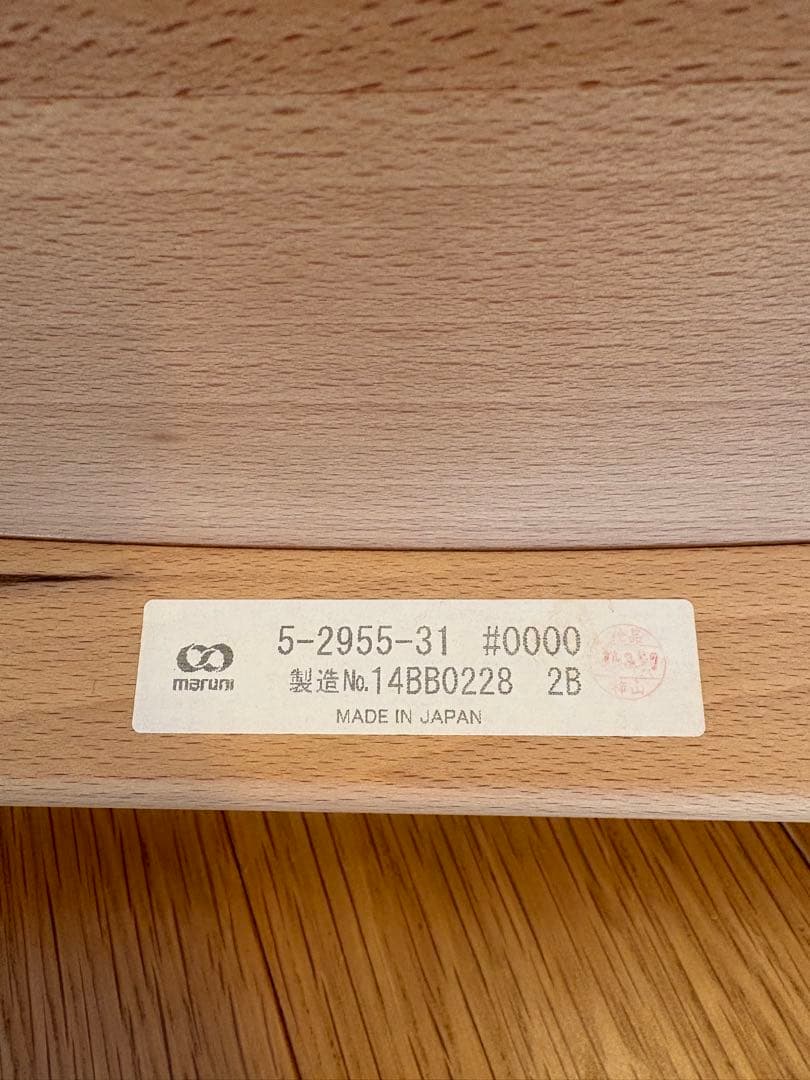 maruni
5-2955-31 #0000
製造No.14BB0228 2B
MADE IN JAPAN